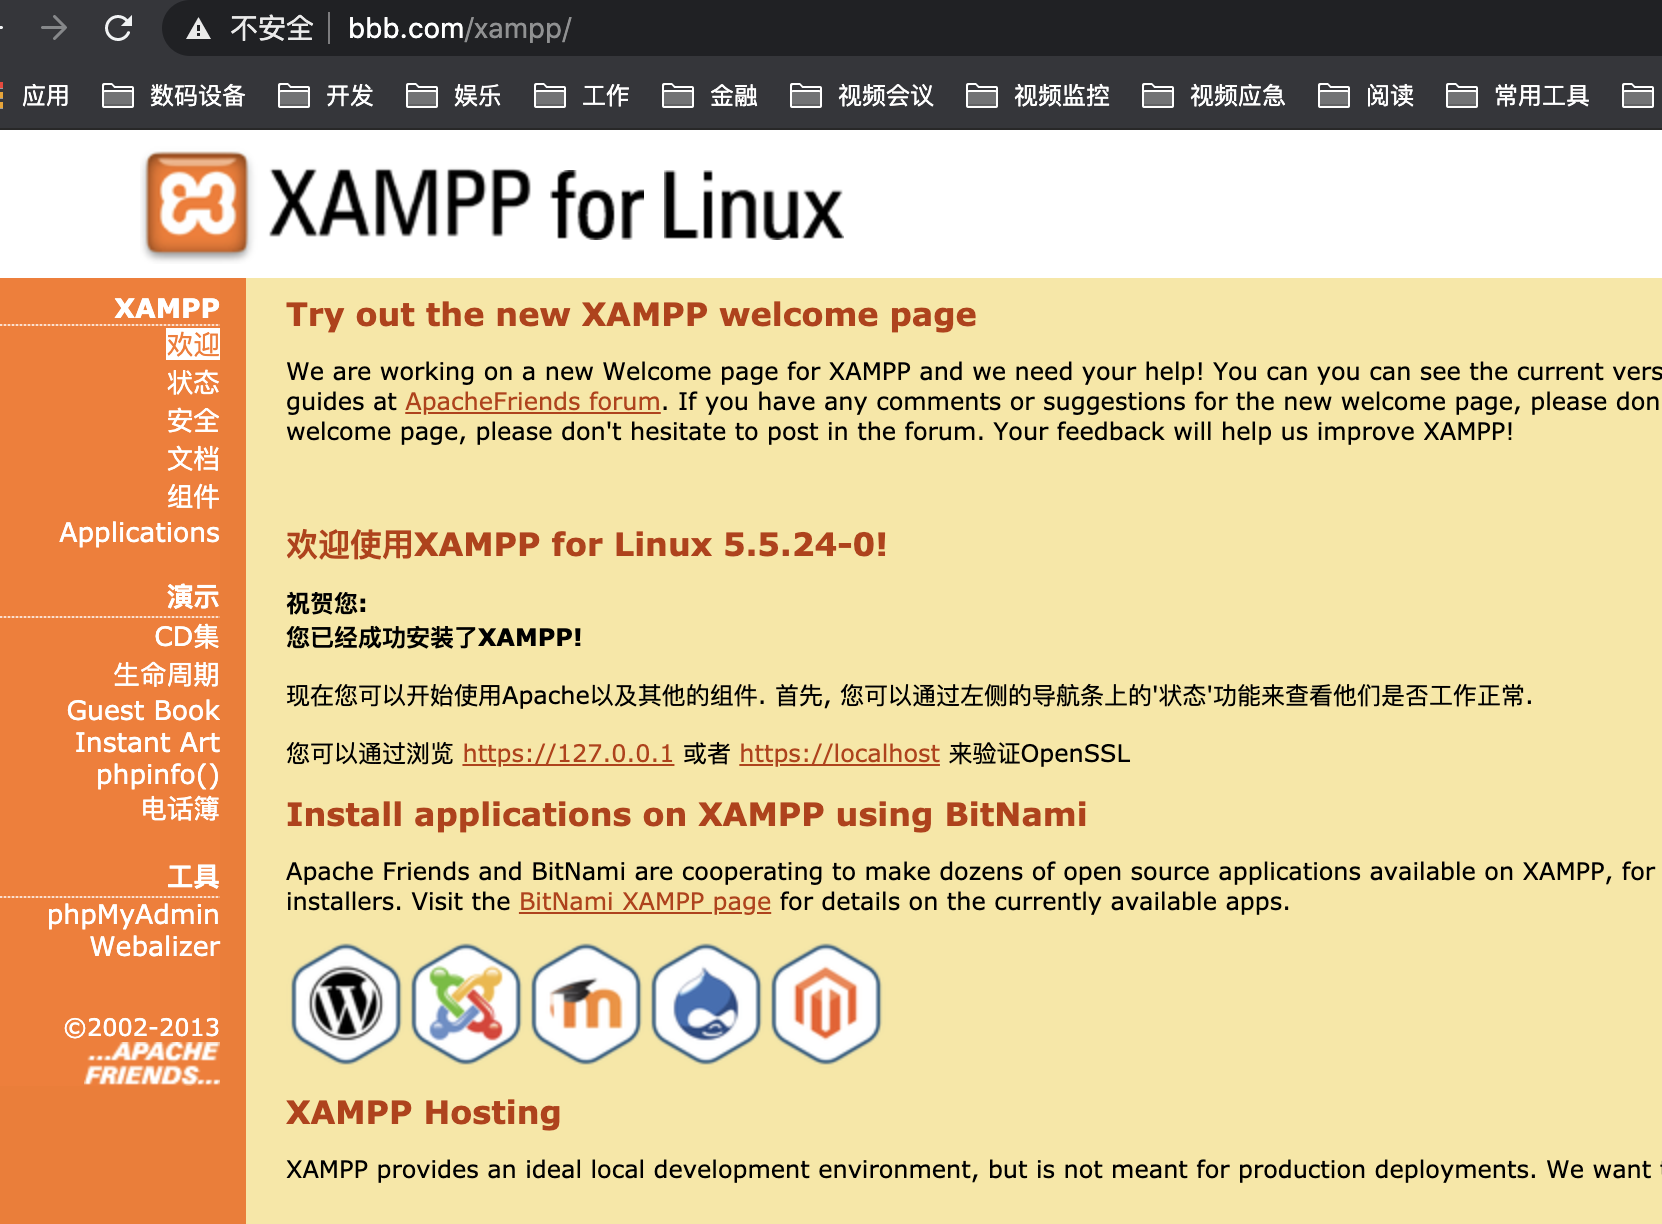 不安全 bbb.com/xampp/
应用 数码设备 开发 娱乐 工作 金融 视频会议 视频监控 视频应急 阅读 常用工具
XAMPP for Linux
XAMPP
欢迎
状态
安全
文档
组件
Applications
演示
CD集
生命周期
Guest Book
Instant Art
phpinfo()
电话簿
工具
phpMyAdmin
Webalizer
©2002-2013
...APACHE
FRIENDS...
Try out the new XAMPP welcome page
We are working on a new Welcome page for XAMPP and we need your help! You can you can see the current
guides at ApacheFriends forum. If you have any comments or suggestions for the new welcome page, please don
welcome page, please don't hesitate to post in the forum. Your feedback will help us improve XAMPP!
欢迎使用XAMPP for Linux 5.5.24-0!
祝贺您:
您已经成功安装了XAMPP!
现在您可以开始使用Apache以及其他的组件. 首先, 您可以通过左侧的导航条上的'状态'功能来查看他们是否工作正常.
您可以通过浏览 https://127.0.0.1 或者 https://localhost 来验证OpenSSL
Install applications on XAMPP using BitNami
Apache Friends and BitNami are cooperating to make dozens of open source applications available on XAMPP, for
installers. Visit the BitNami XAMPP page for details on the currently available apps.
XAMPP Hosting
XAMPP provides an ideal local development environment, but is not meant for production deployments. We want